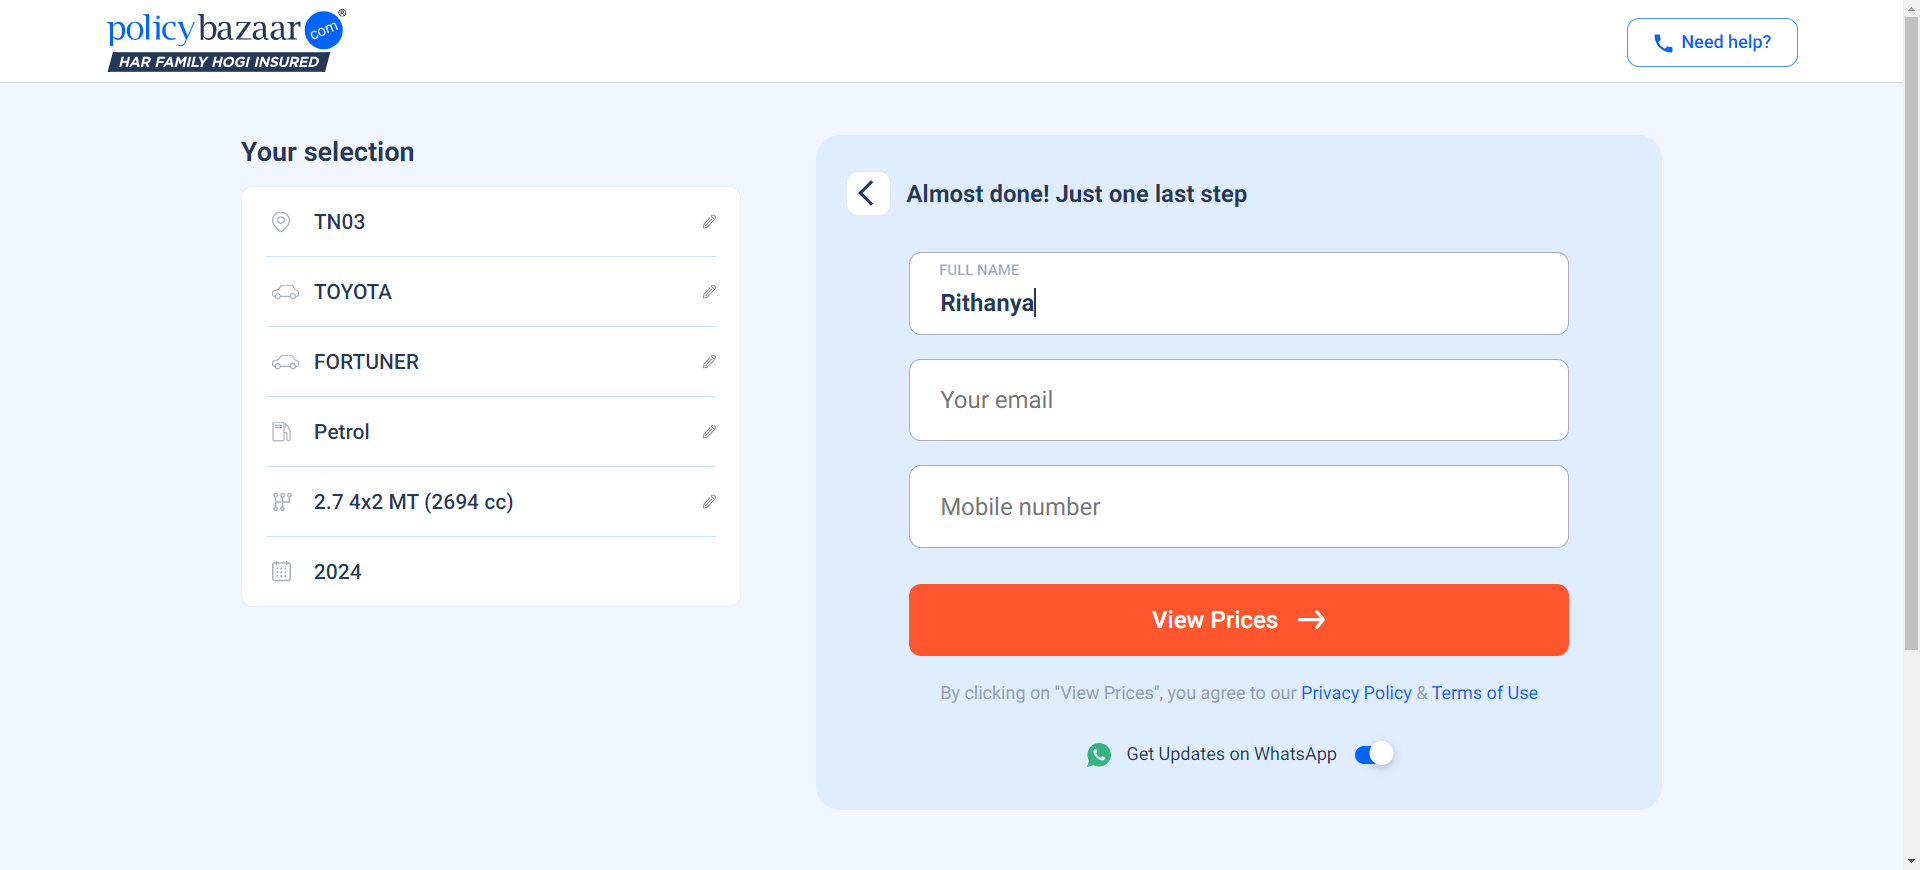 policybazaar com®
HAR FAMILY HOGI INSURED
Need help?
Your selection
TN03
TOYOTA
FORTUNER
Petrol
2.7 4x2 MT (2694 cc)
2024
Almost done! Just one last step
FULL NAME
Rithanya
Your email
Mobile number
View Prices
By clicking on "View Prices", you agree to our Privacy Policy & Terms of Use
Get Updates on WhatsApp